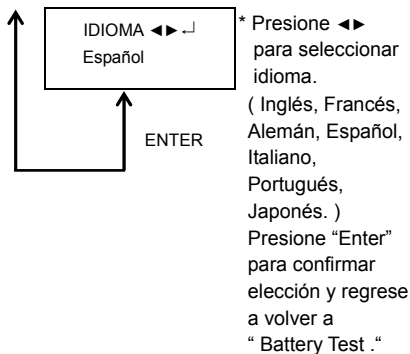 IDIOMA ◄►↵
Español
ENTER
* Presione ◄►
para seleccionar
idioma.
( Inglés, Francés,
Alemán, Español,
Italiano,
Portugués,
Japonés. )
Presione “Enter”
para confirmar
elección y regrese
a volver a
“ Battery Test .“